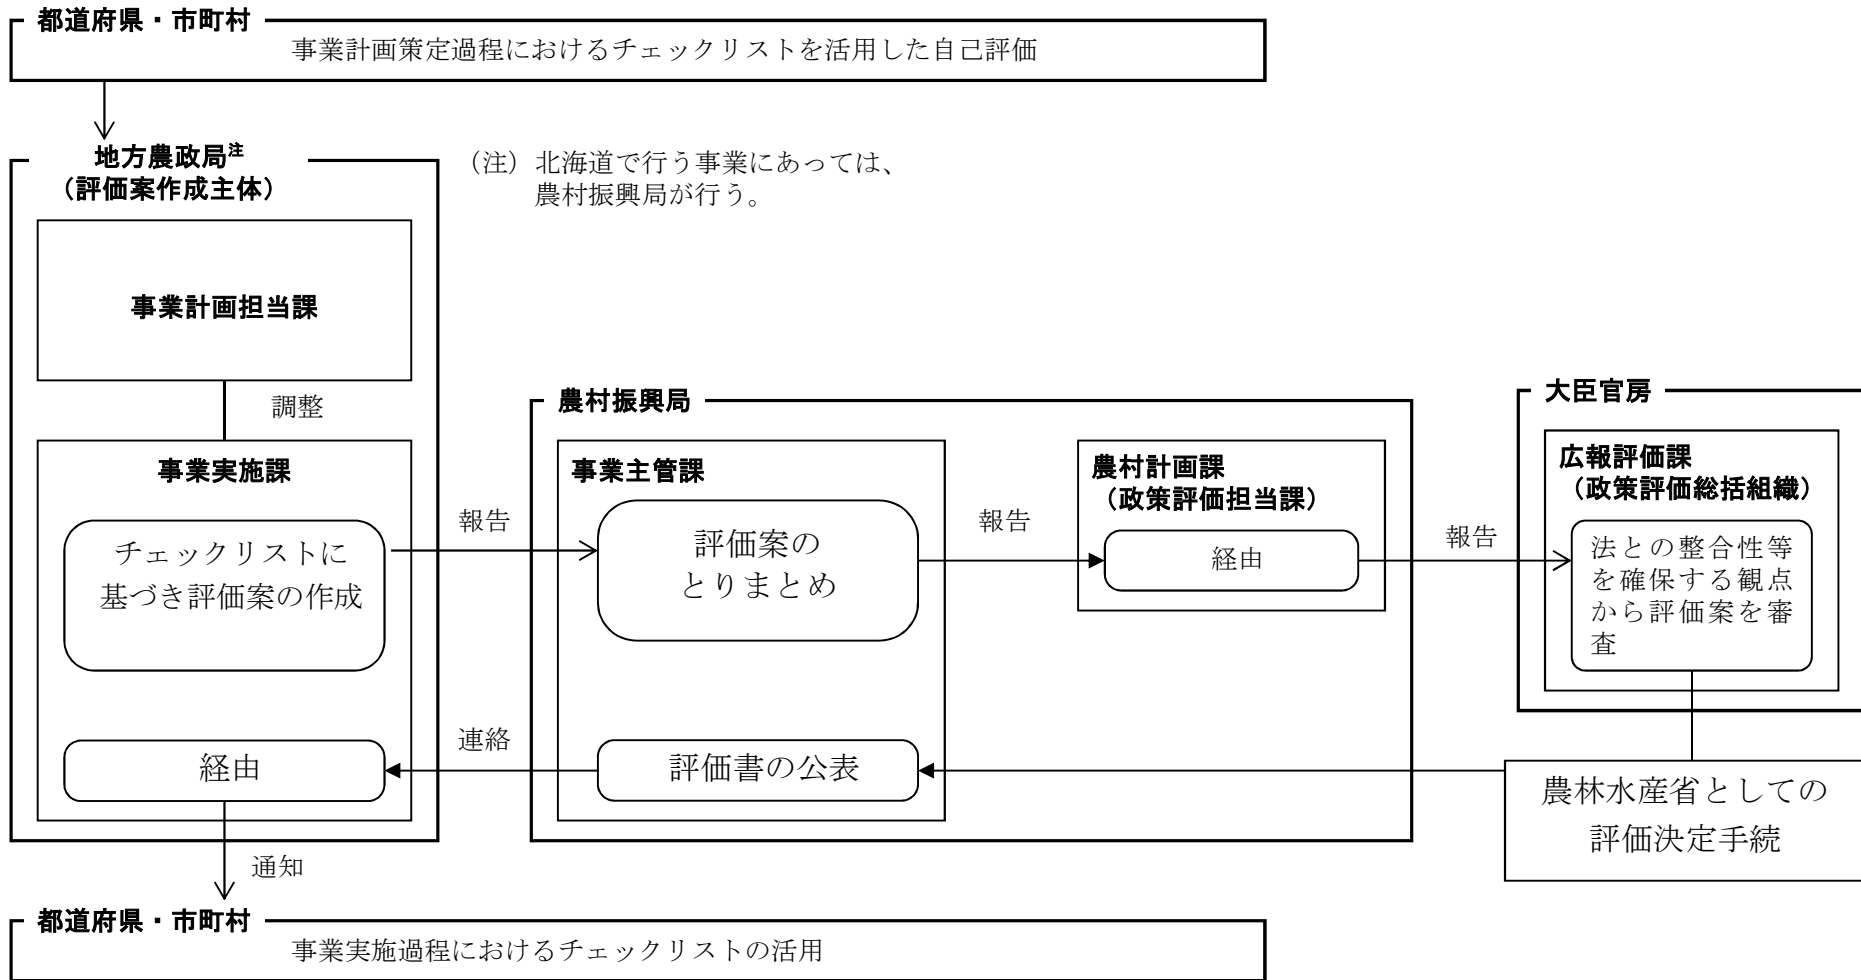 都道府県・市町村
事業計画策定過程におけるチェックリストを活用した自己評価
地方農政局注
(評価案作成主体)
(注) 北海道で行う事業にあっては、
農村振興局が行う。
事業計画担当課
調整
事業実施課
チェックリストに
基づき評価案の作成
報告
農村振興局
事業主管課
評価案の
とりまとめ
報告
農村計画課
(政策評価担当課)
経由
報告
大臣官房
広報評価課
(政策評価総括組織)
法との整合性等
を確保する観点
から評価案を審
査
農林水産省としての
評価決定手続
評価書の公表
連絡
経由
通知
都道府県・市町村
事業実施過程におけるチェックリストの活用